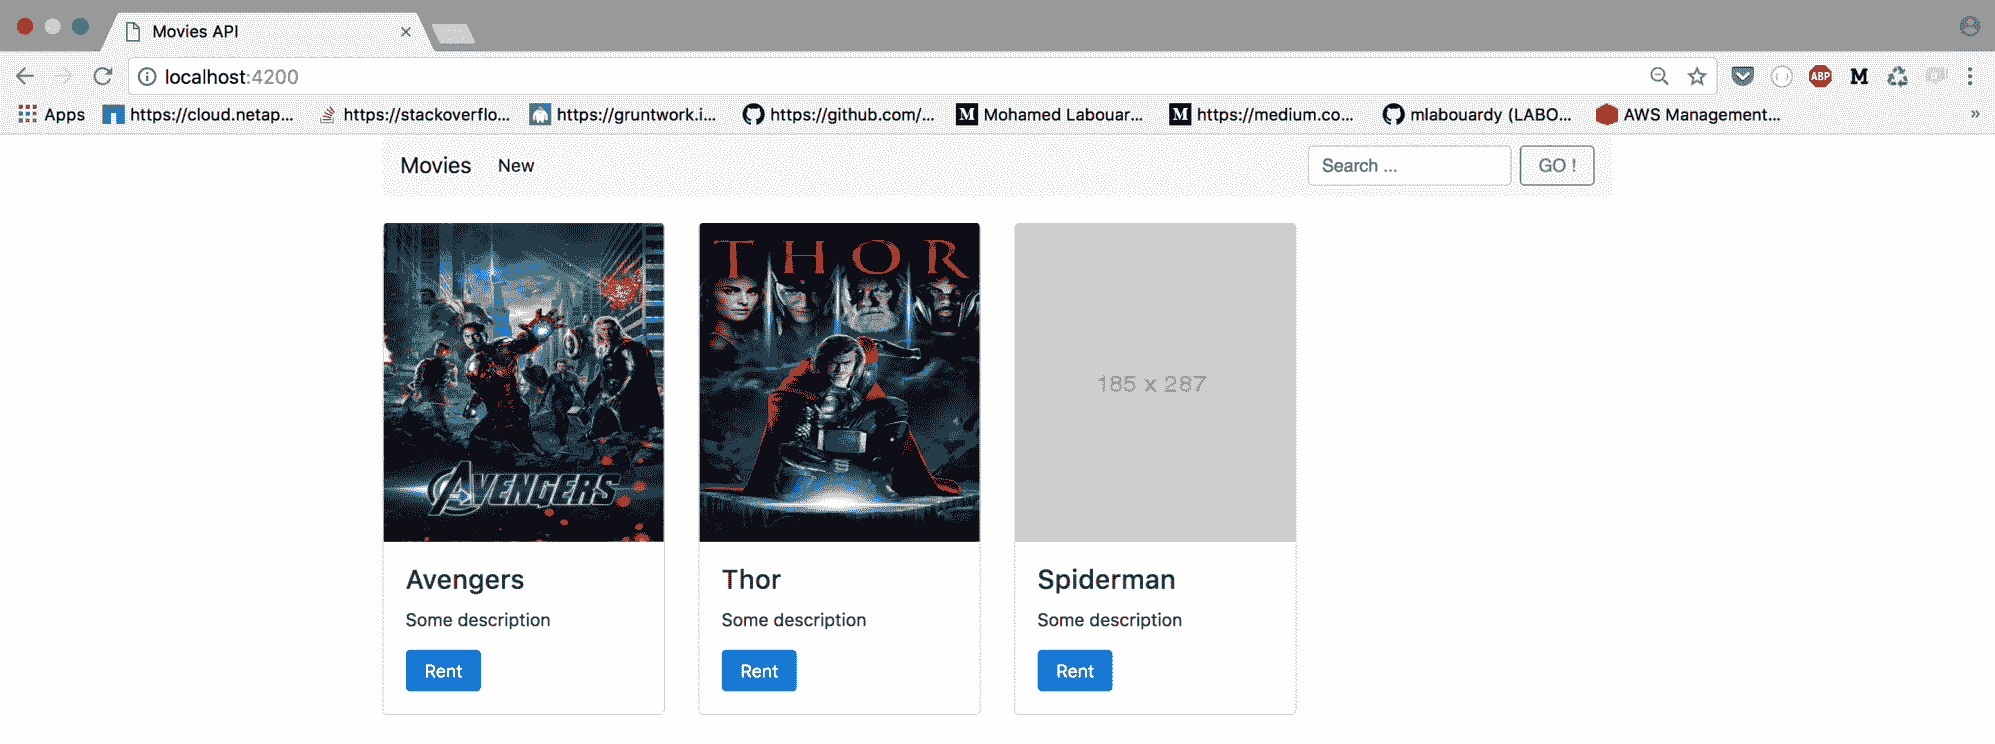 Movies API
localhost:4200
ABP
M
Apps
https://cloud.netap...
https://stackoverflo...
https://gruntwork.i...
https://github.com/...
M
Mohamed Labouar...
M
https://medium.co...
mlabouardy (LABO...
AWS Management...
»
Movies
New
Search ...
GO !
AVENGERS
THOR
185 x 287
Avengers
Thor
Spiderman
Some description
Some description
Some description
Rent
Rent
Rent